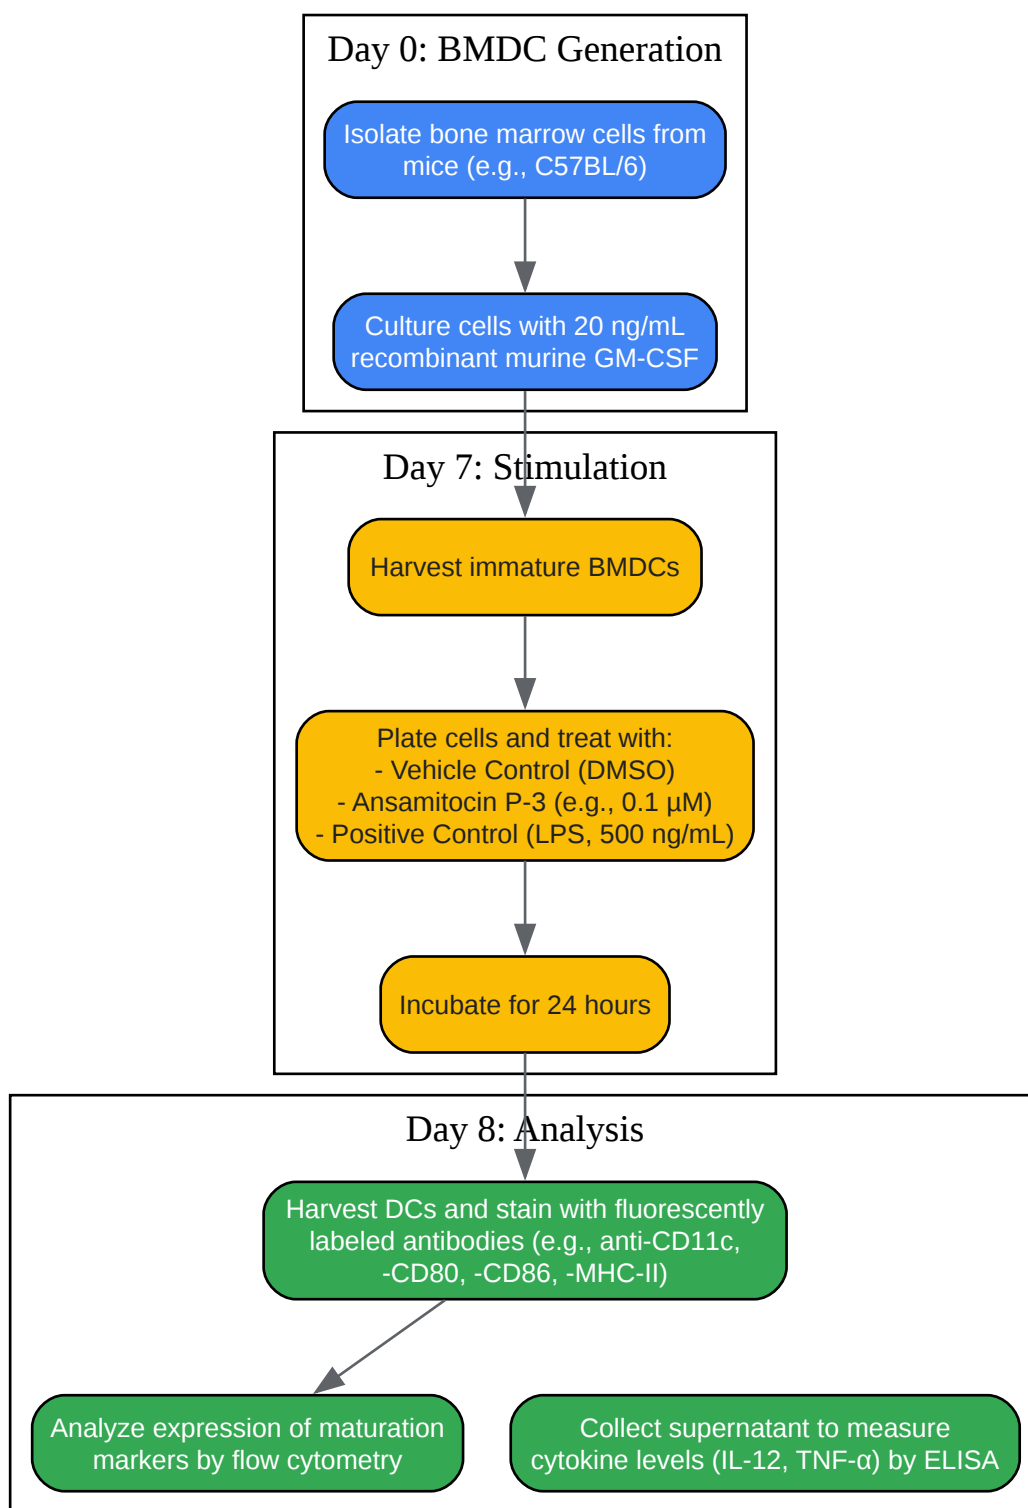 Day 0: BMDC Generation
Isolate bone marrow cells from
mice (e.g., C57BL/6)
Culture cells with 20 ng/mL
recombinant murine GM-CSF
Day 7: Stimulation
Harvest immature BMDCs
Plate cells and treat with:
- Vehicle Control (DMSO)
- Ansamitocin P-3 (e.g., 0.1 µM)
- Positive Control (LPS, 500 ng/mL)
Incubate for 24 hours
Day 8: Analysis
Harvest DCs and stain with fluorescently
labeled antibodies (e.g., anti-CD11c,
-CD80, -CD86, -MHC-II)
Analyze expression of maturation
markers by flow cytometry
Collect supernatant to measure
cytokine levels (IL-12, TNF-α) by ELISA